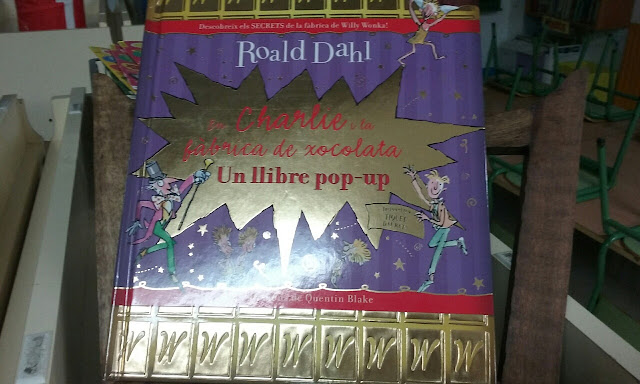 Descobreix els SECRETS de la fàbrica de Willy Wonka!
Roald Dahl
Charlie i la
fàbrica de xocolata
Un llibre pop-up
de Quentin Blake
W W W W W W W W